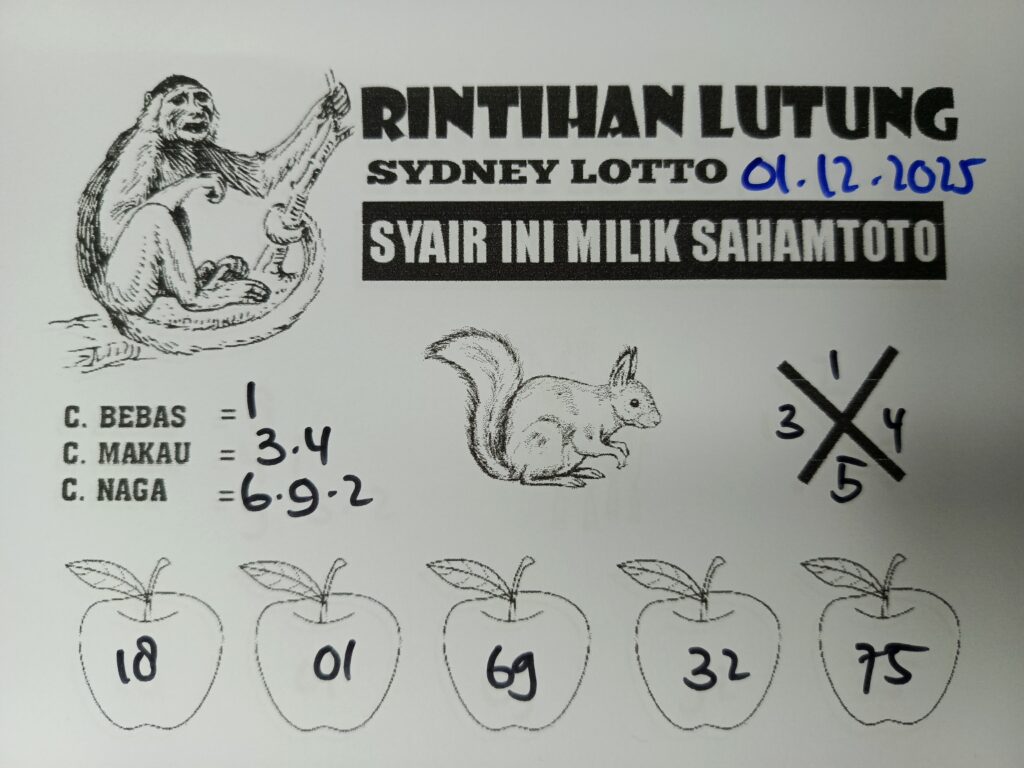 RINTIHAN LUTUNG
SYDNEY LOTTO 01.12.2025
SYAIR INI MILIK SAHAMTOTO
C. BEBAS = 1
C. MAKAU = 3.4
C. NAGA = 6.9.2
1
3 4
5
18 01 69 32 75